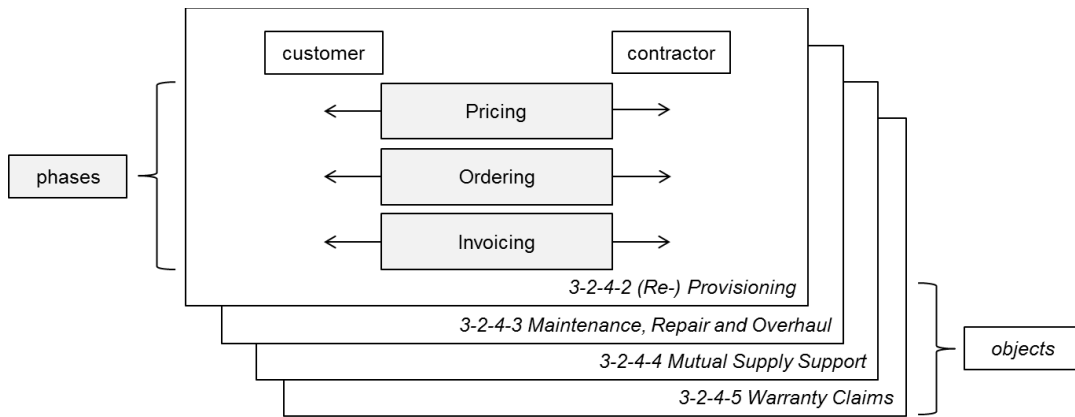 customer
contractor
Pricing
phases
Ordering
Invoicing
3-2-4-2 (Re-) Provisioning
3-2-4-3 Maintenance, Repair and Overhaul
objects
3-2-4-4 Mutual Supply Support
3-2-4-5 Warranty Claims